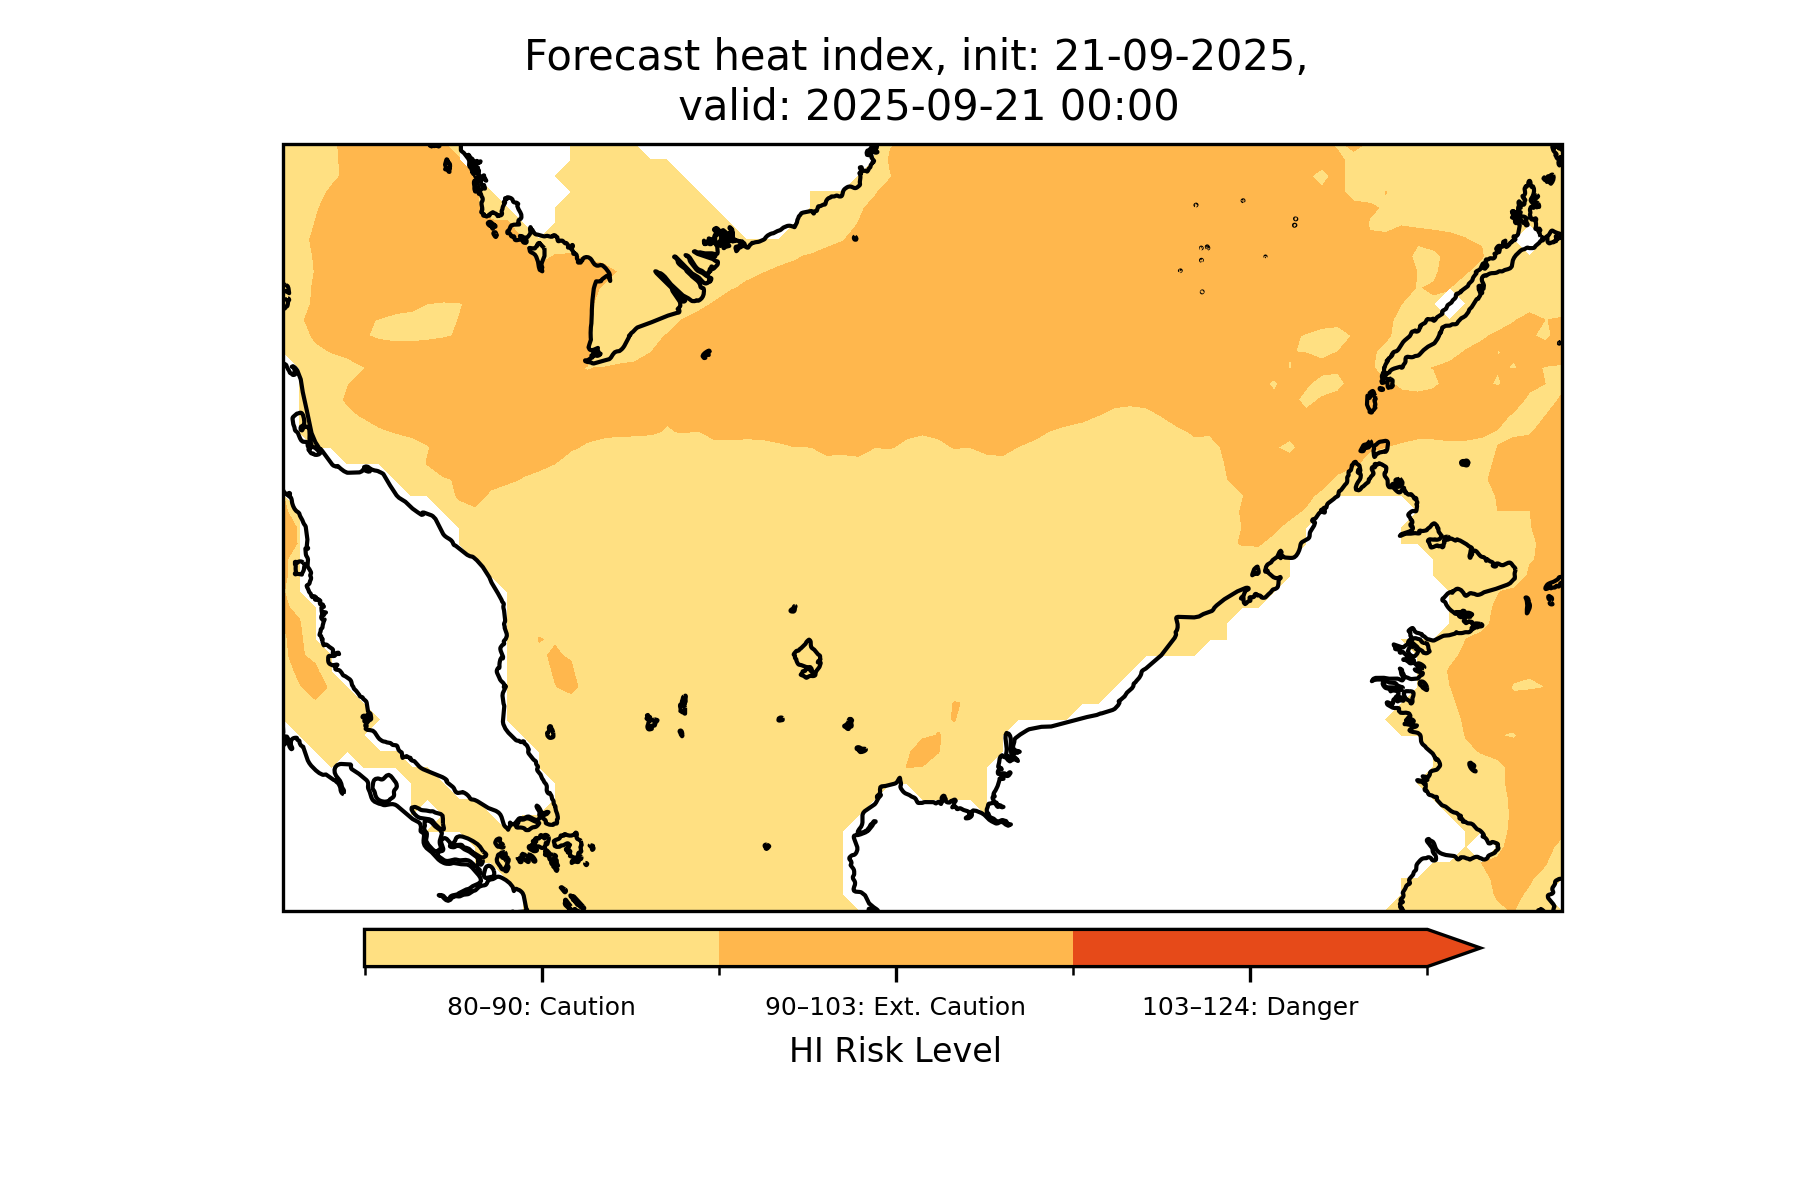 Forecast heat index, init: 21-09-2025,
valid: 2025-09-21 00:00
80–90: Caution
90–103: Ext. Caution
103–124: Danger
HI Risk Level